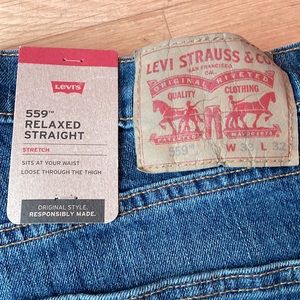 Levi's
559™
RELAXED
STRAIGHT
STRETCH
SITS AT YOUR WAIST
LOOSE THROUGH THE THIGH
ORIGINAL STYLE.
RESPONSIBLY MADE.
LEVI STRAUSS & CO.
SAN FRANCISCO
CAL.
ORIGINAL RIVETED
QUALITY CLOTHING
559™ W 33 L 32